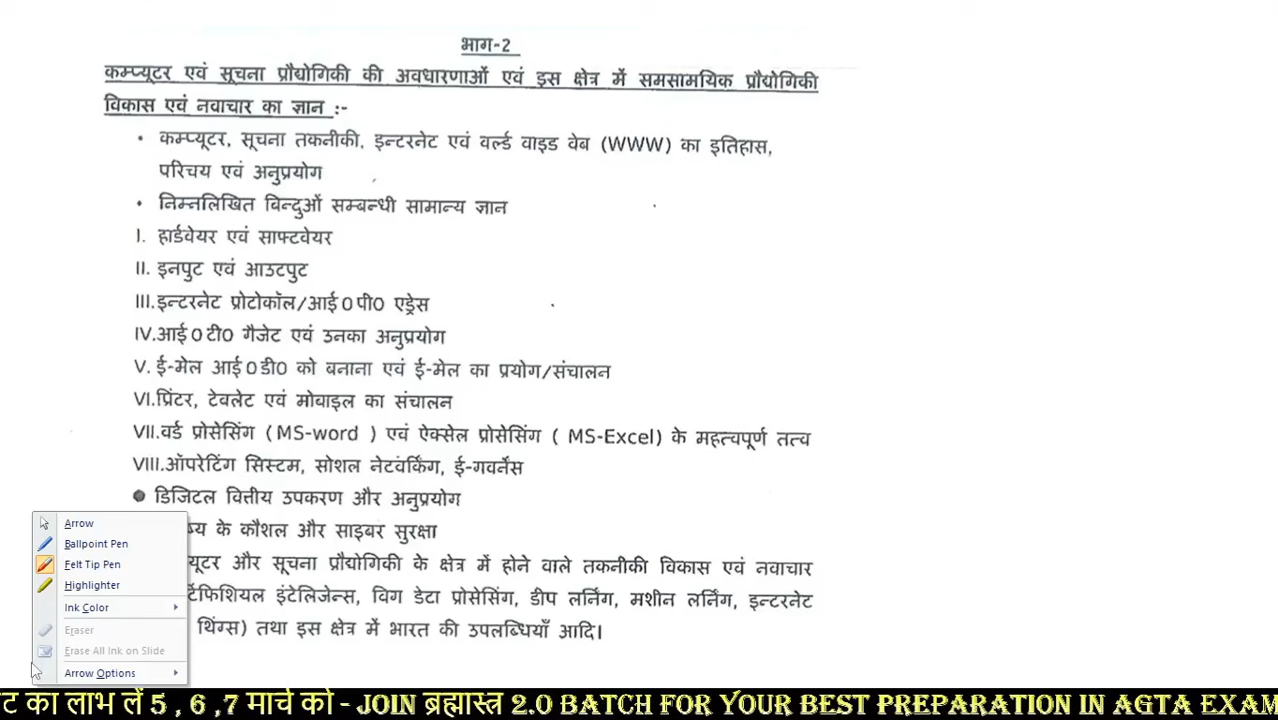 भाग-2
कम्प्यूटर एवं सूचना प्रौद्योगिकी की अवधारणाओं एवं इस क्षेत्र में समसामयिक प्रौद्योगिकी
विकास एवं नवाचार का ज्ञान :-
• कम्प्यूटर, सूचना तकनीकी, इन्टरनेट एवं वर्ल्ड वाइड वेब (WWW) का इतिहास,
परिचय एवं अनुप्रयोग
• निम्नलिखित विन्दुओं सम्बन्धी सामान्य ज्ञान
I. हार्डवेयर एवं साफ्टवेयर
II. इनपुट एवं आउटपुट
III.इन्टरनेट प्रोटोकॉल/आई0पी0 एड्रेस
IV.आई0टी0 गैजेट एवं उनका अनुप्रयोग
V. ई-मेल आई0डी0 को बनाना एवं ई-मेल का प्रयोग/संचालन
VI.प्रिंटर, टेवलेट एवं मोवाइल का संचालन
VII.वर्ड प्रोसेसिंग ( MS-word ) एवं ऐक्सेल प्रोसेसिंग ( MS-Excel) के महत्वपूर्ण तत्व
VIII.ऑपरेटिंग सिस्टम, सोशल नेटवर्किंग, ई-गवर्नेंस
● डिजिटल वित्तीय उपकरण और अनुप्रयोग
के कौशल और साइबर सुरक्षा
और सूचना प्रौद्योगिकी के क्षेत्र में होने वाले तकनीकी विकास एवं नवाचार
इंटेलिजेन्स, विग डेटा प्रोसेसिंग, डीप लर्निंग, मशीन लर्निंग, इन्टरनेट
थिंग्स) तथा इस क्षेत्र में भारत की उपलब्धियाँ आदि।
Arrow
Ballpoint Pen
Felt Tip Pen
Highlighter
Ink Color
Eraser
Erase All Ink on Slide
Arrow Options
का लाभ लें 5 , 6 ,7 मार्च को - JOIN ब्रह्मास्त्र 2.0 BATCH FOR YOUR BEST PREPARATION IN AGTA EXAM